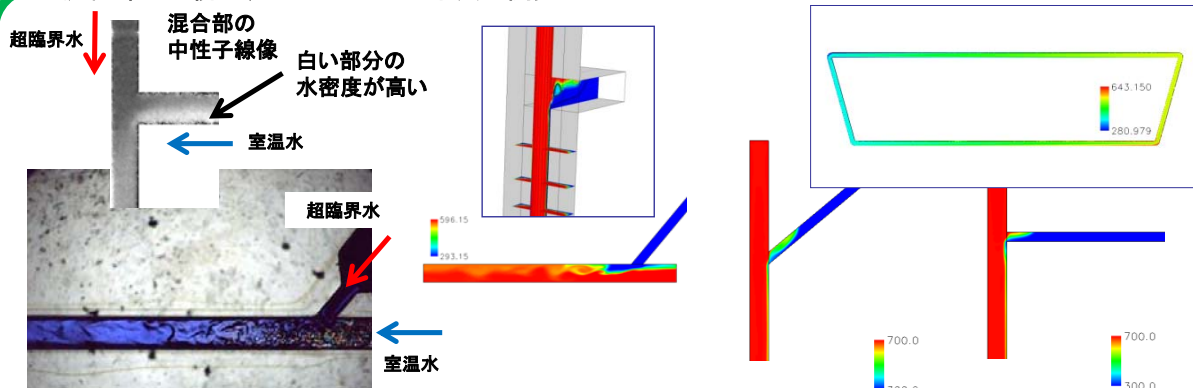 超臨界水
混合部の
中性子線像
白い部分の
水密度が高い
室温水
超臨界水
室温水
596.15
293.15
643.150
280.979
700.0
700.0
300.0